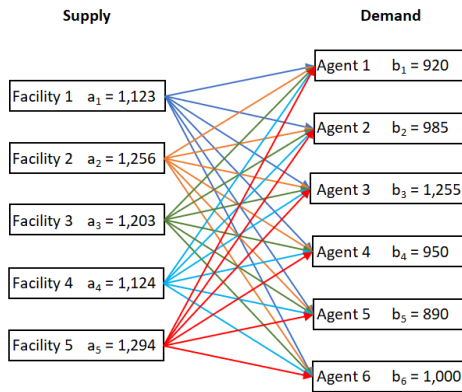 Supply
Demand
Facility 1 a₁ = 1,123
Facility 2 a₂ = 1,256
Facility 3 a₃ = 1,203
Facility 4 a₄ = 1,124
Facility 5 a₅ = 1,294
Agent 1 b₁ = 920
Agent 2 b₂ = 985
Agent 3 b₃ = 1,255
Agent 4 b₄ = 950
Agent 5 b₅ = 890
Agent 6 b₆ = 1,000